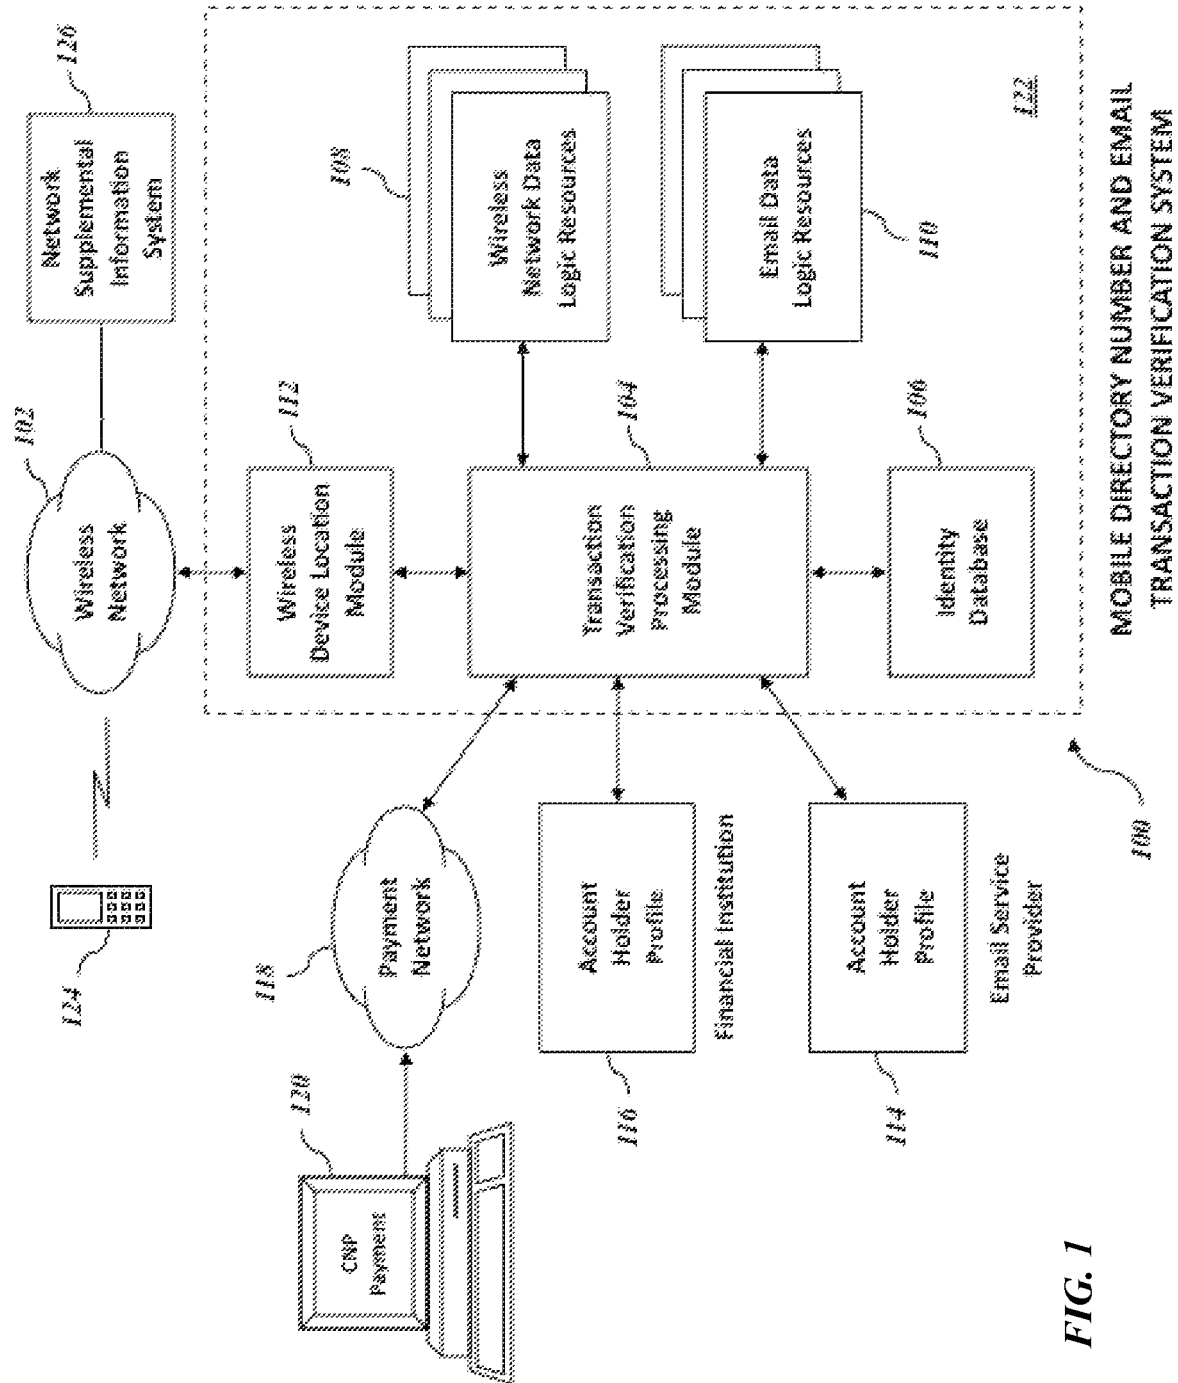 124
102
126
Wireless
Network
Network
Supplemental
Information
System
118
120
112
108
CNP
Payment
Payment
Network
Wireless
Device Location
Module
Wireless
Network Data
Logic Resources
116
Account
Holder
Profile
Financial Institution
104
Transaction
Verification
Processing
Module
Email Data
Logic Resources
110
114
Account
Holder
Profile
Email Service
Provider
106
Identity
Database
122
100
FIG. 1
MOBILE DIRECTORY NUMBER AND EMAIL
TRANSACTION VERIFICATION SYSTEM